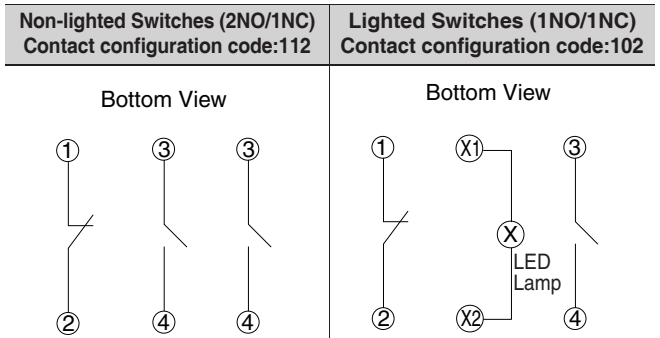 Non-lighted Switches (2NO/1NC)
Contact configuration code:112
Lighted Switches (1NO/1NC)
Contact configuration code:102
Bottom View
Bottom View
1 3 3
1 X1 3
X
LED
Lamp
2 4 4
2 X2 4